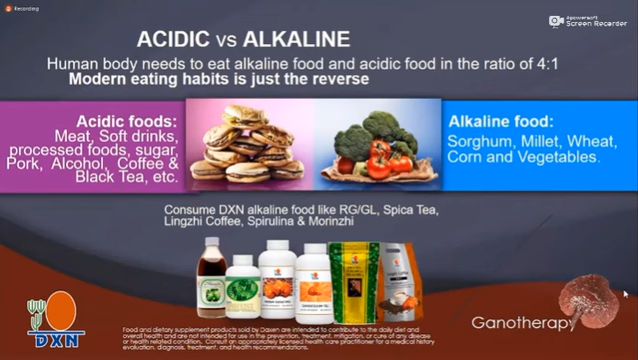 Recording
Apowersoft
Screen Recorder
ACIDIC vs ALKALINE
Human body needs to eat alkaline food and acidic food in the ratio of 4:1
Modern eating habits is just the reverse
Acidic foods:
Meat, Soft drinks,
processed foods, sugar,
Pork, Alcohol, Coffee &
Black Tea, etc.
Alkaline food:
Sorghum, Millet, Wheat,
Corn and Vegetables.
Consume DXN alkaline food like RG/GL, Spica Tea,
Lingzhi Coffee, Spirulina & Morinzhi
DXN
Food and dietary supplement products sold by Daxen are intended to contribute to the daily diet and
overall health and are not intended for use in the prevention, treatment, mitigation, or cure of any disease
or health related condition. Consult an appropriately licensed health care practitioner for a medical history
evaluation, diagnosis, treatment, and health recommendations.
Ganotherapy